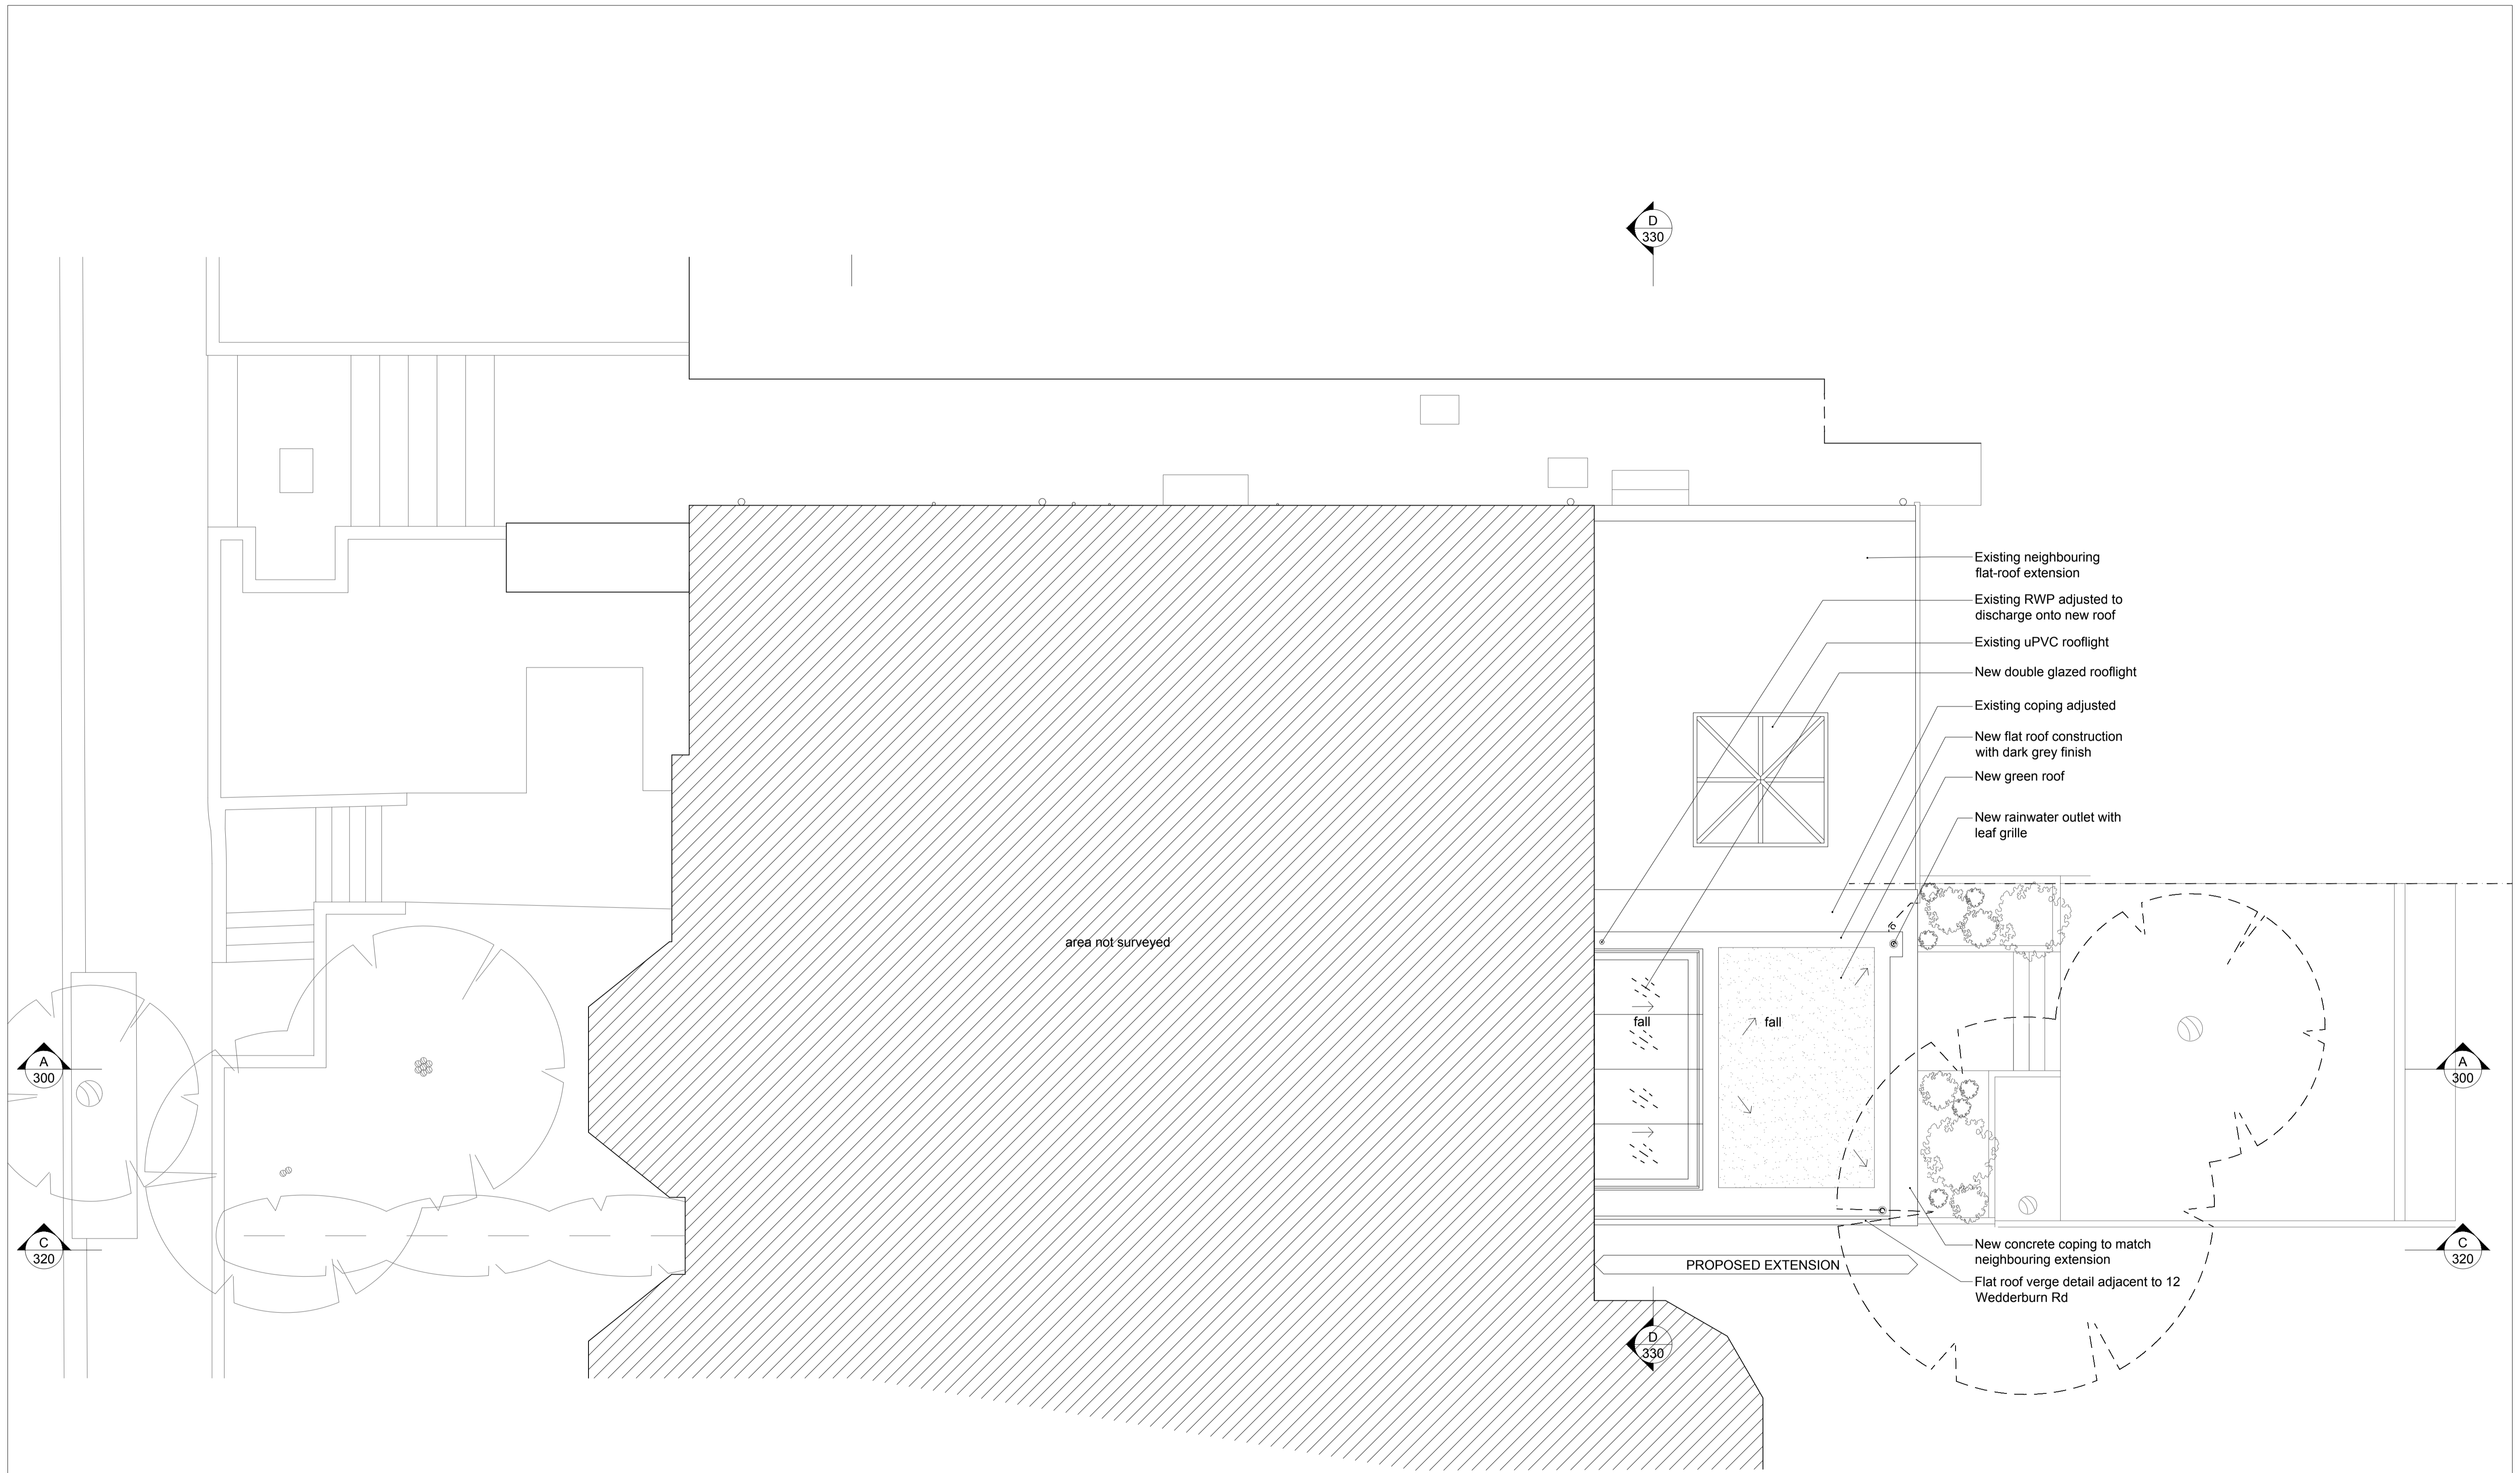 D
330
Existing neighbouring
flat-roof extension
Existing RWP adjusted to
discharge onto new roof
Existing uPVC rooflight
New double glazed rooflight
Existing coping adjusted
New flat roof construction
with dark grey finish
New green roof
New rainwater outlet with
leaf grille
area not surveyed
fall
fall
A
300
A
300
C
320
C
320
New concrete coping to match
neighbouring extension
PROPOSED EXTENSION
Flat roof verge detail adjacent to 12
Wedderburn Rd
D
330